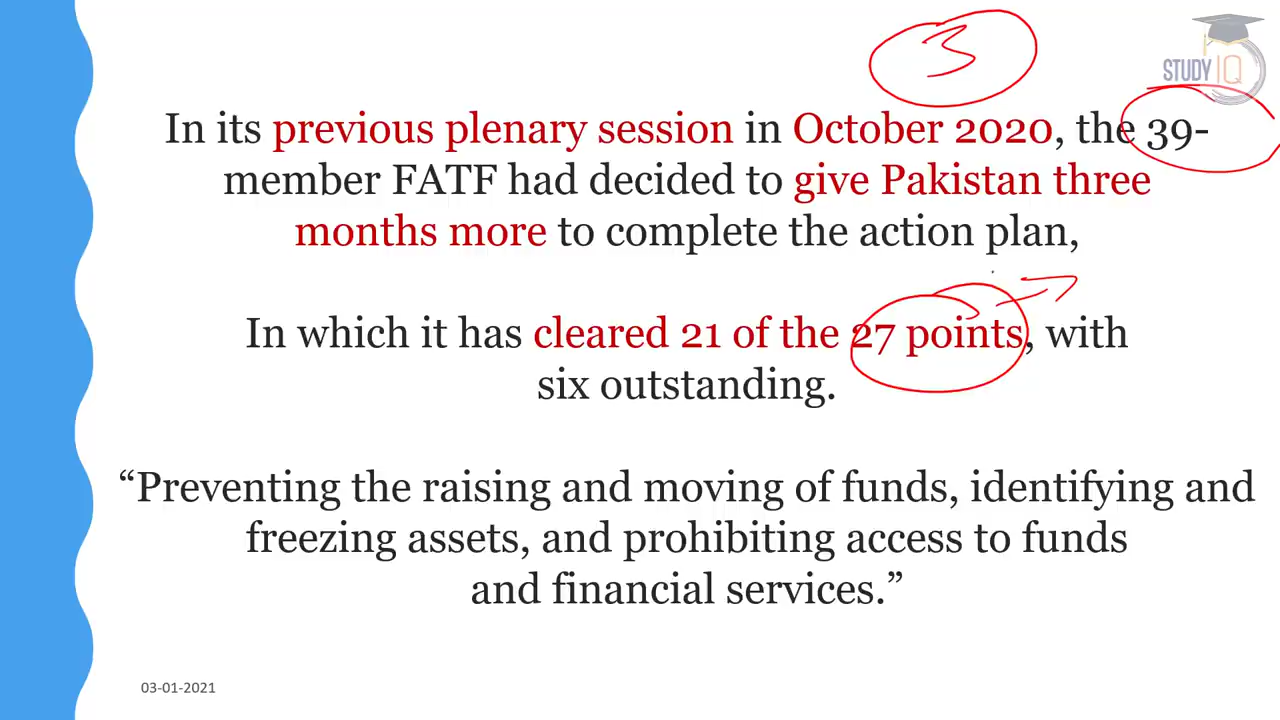 3
STUDY IQ
In its previous plenary session in October 2020, the 39-
member FATF had decided to give Pakistan three
months more to complete the action plan,
In which it has cleared 21 of the 27 points, with
six outstanding.
“Preventing the raising and moving of funds, identifying and
freezing assets, and prohibiting access to funds
and financial services.”
03-01-2021